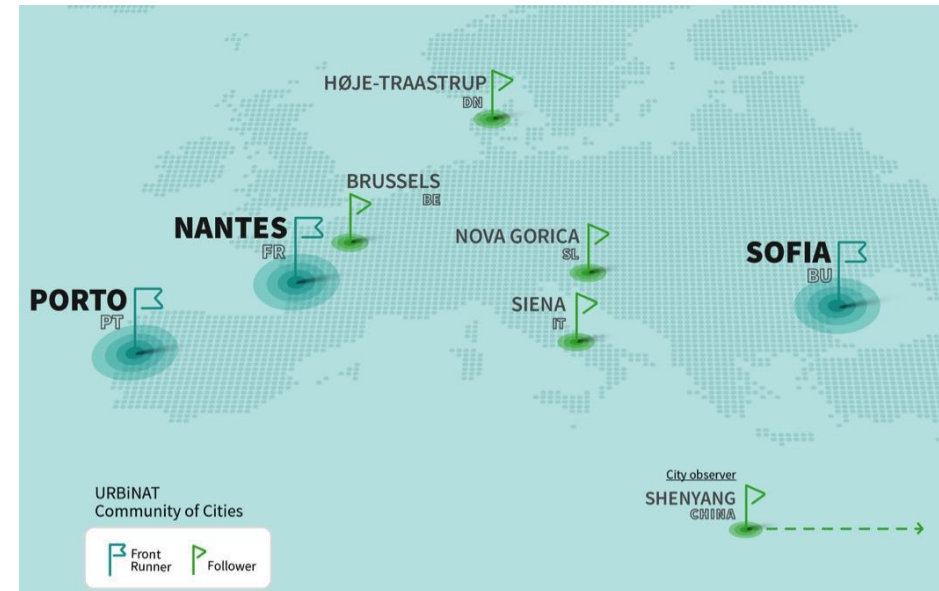 HØJE-TRAASTRUP
DN
BRUSSELS
BE
NANTES
FR
NOVA GORICA
SL
SOFIA
BU
PORTO
PT
SIENA
IT
City observer
SHENYANG
CHINA
URBiNAT
Community of Cities
Front
Runner
Follower